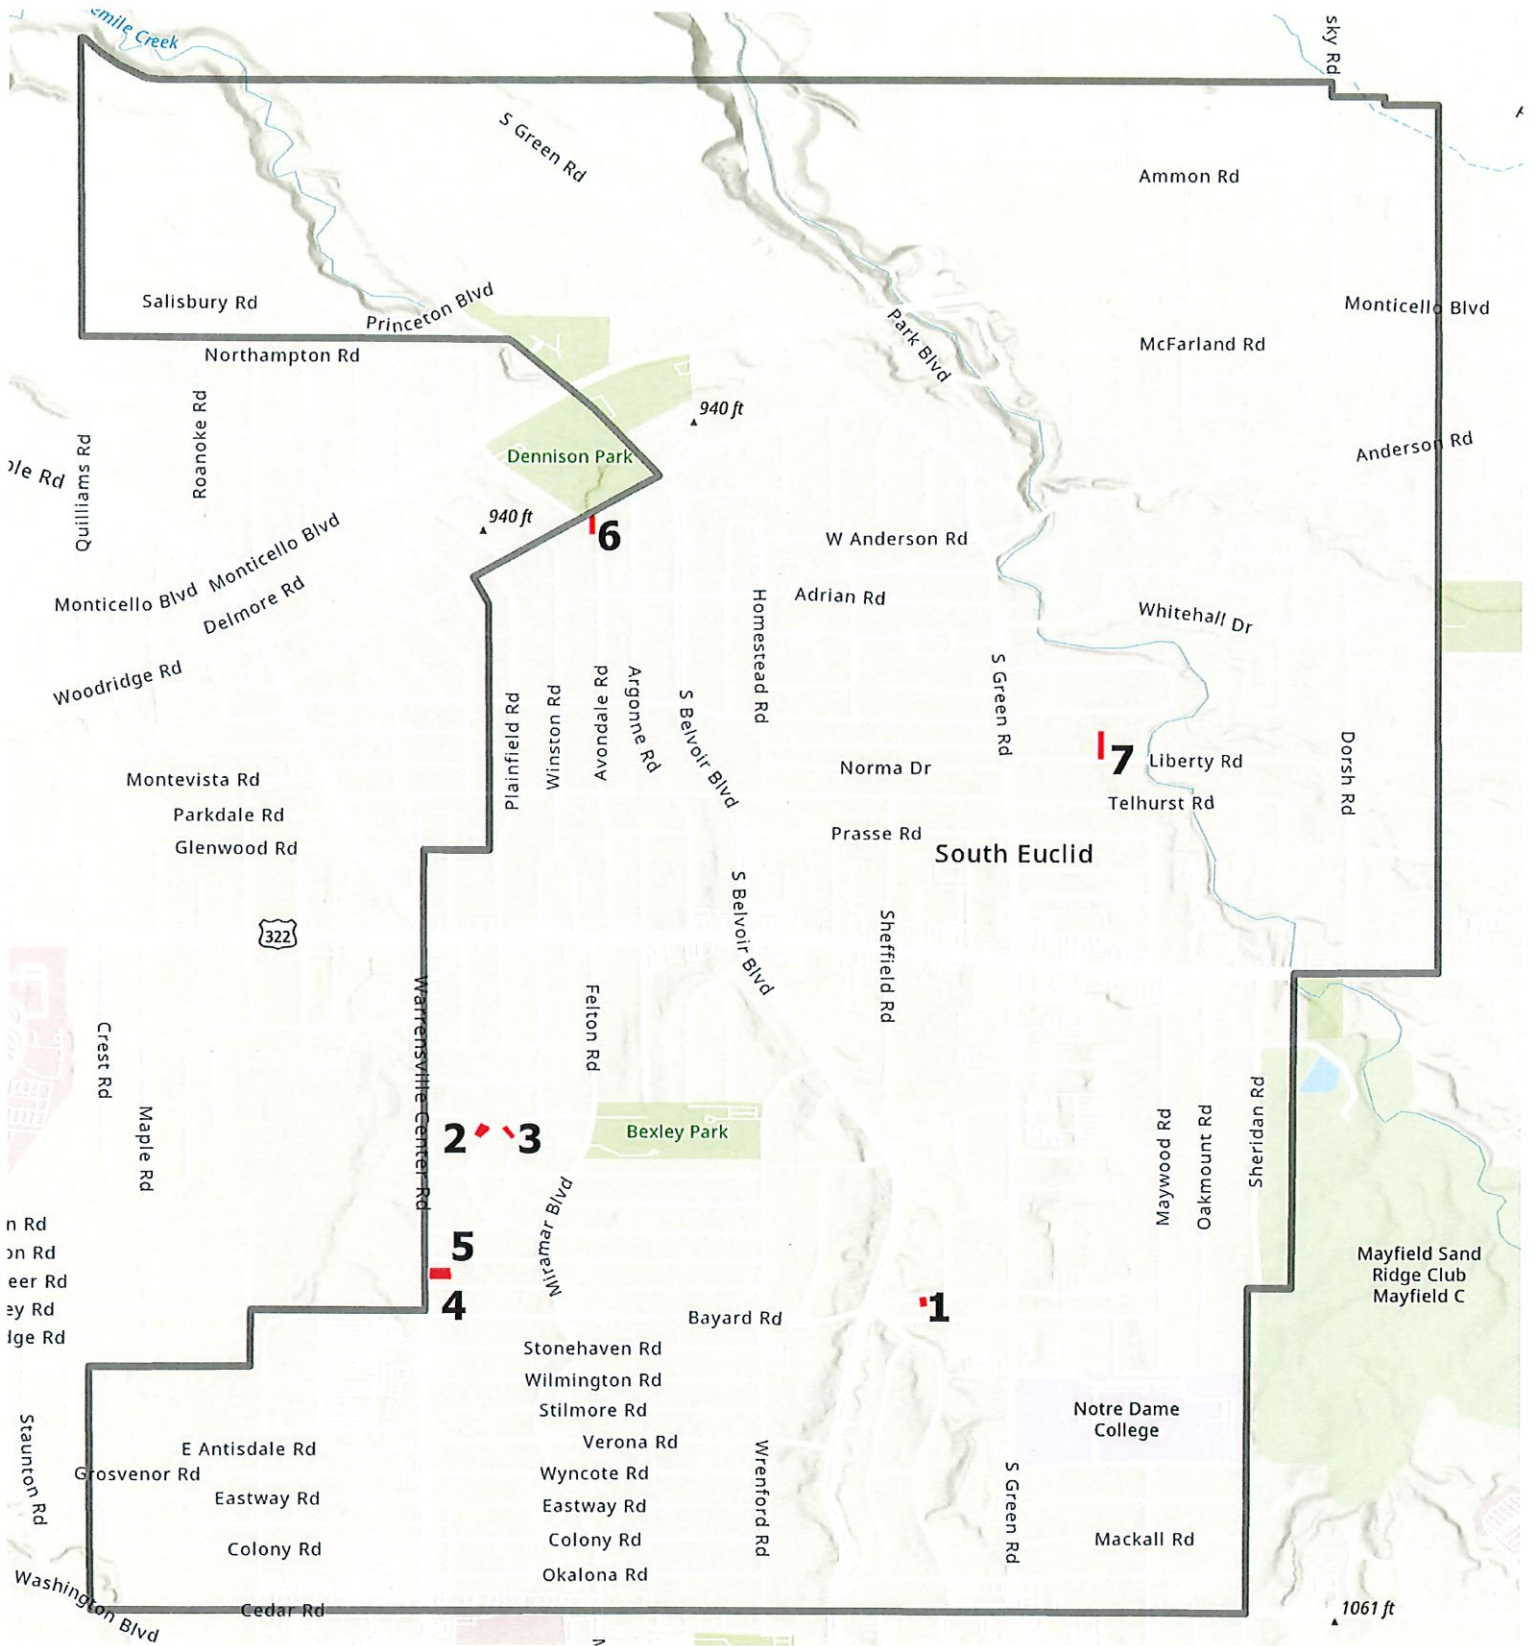 emile Creek
sky Rd
S Green Rd
Ammon Rd
Salisbury Rd
Princeton Blvd
Monticello Blvd
Park Blvd
McFarland Rd
Northampton Rd
Roanoke Rd
940 ft
Anderson Rd
Quilliams Rd
Dennison Park
ple Rd
940 ft
6
W Anderson Rd
Monticello Blvd
Monticello Blvd
Delmore Rd
Homestead Rd
Adrian Rd
Whitehall Dr
Woodridge Rd
S Green Rd
Plainfield Rd
Winston Rd
Avondale Rd
Argonne Rd
S Belvoir Blvd
7
Liberty Rd
Dorsh Rd
Norma Dr
Montevista Rd
Telhurst Rd
Parkdale Rd
Prasse Rd
Glenwood Rd
South Euclid
S Belvoir Blvd
322
Sheffield Rd
Warrensville Center Rd
Felton Rd
Crest Rd
Maple Rd
2
3
Bexley Park
Maywood Rd
Oakmount Rd
Sheridan Rd
Miramar Blvd
n Rd
on Rd
eer Rd
ey Rd
dge Rd
5
4
Mayfield Sand
Ridge Club
Mayfield C
1
Bayard Rd
Stonehaven Rd
Wilmington Rd
Stilmore Rd
Verona Rd
Wyncote Rd
Eastway Rd
Colony Rd
Okalona Rd
Notre Dame
College
Staunton Rd
E Antisdale Rd
Grosvenor Rd
Eastway Rd
Colony Rd
Wrenford Rd
S Green Rd
Mackall Rd
Washington Blvd
Cedar Rd
1061 ft